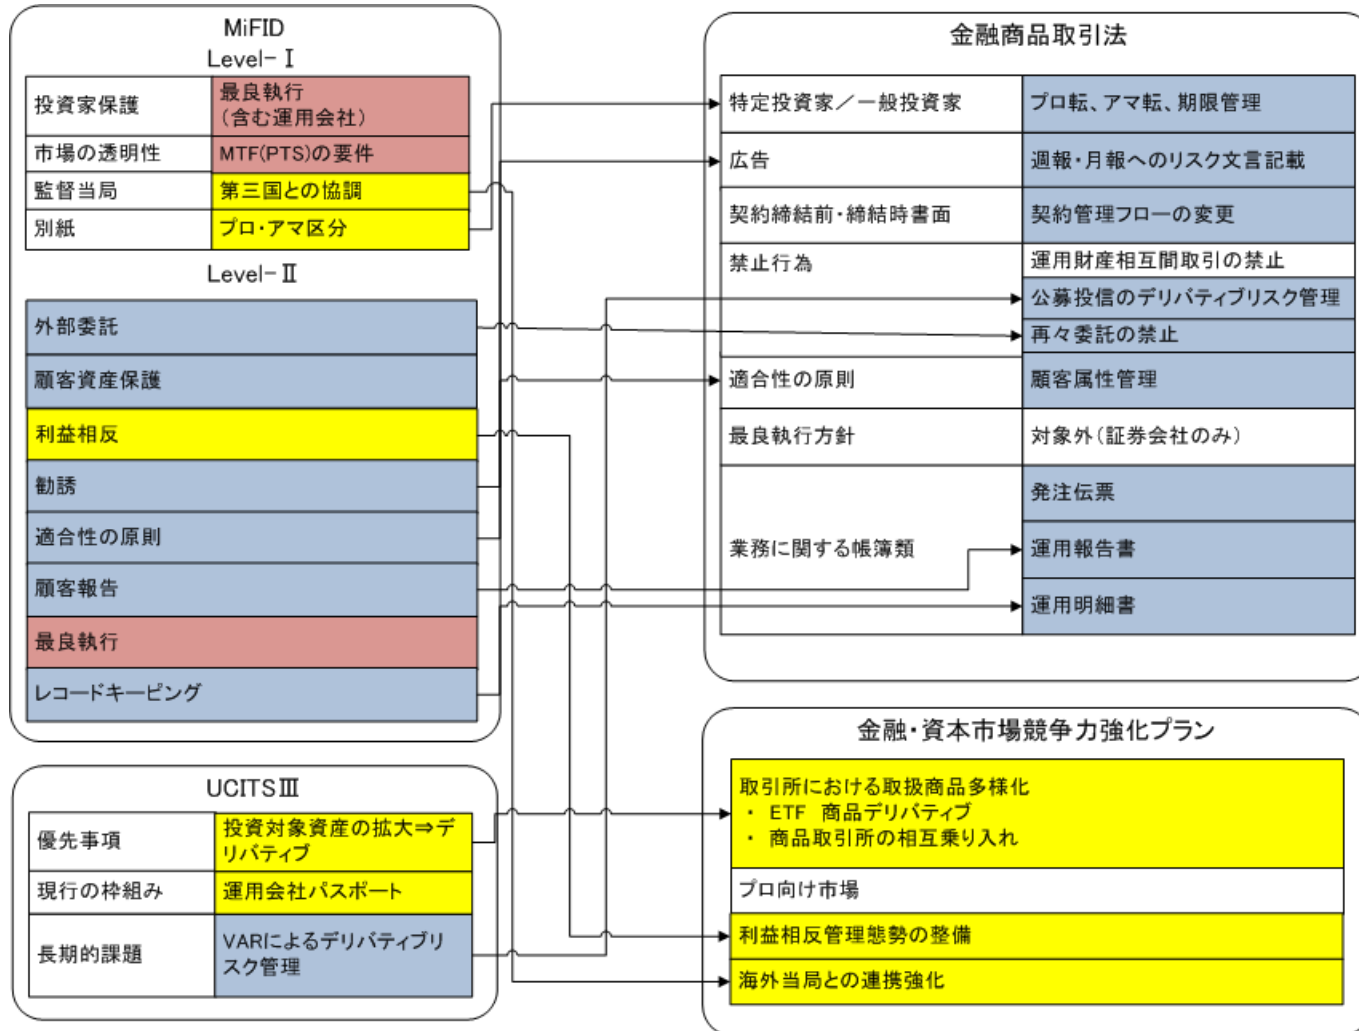 MiFID
Level-Ⅰ
投資家保護
最良執行
（含む運用会社）
市場の透明性
MTF(PTS)の要件
監督当局
第三国との協調
別紙
プロ・アマ区分
Level-Ⅱ
外部委託
顧客資産保護
利益相反
勧誘
適合性の原則
顧客報告
最良執行
レコードキーピング
UCITSⅢ
優先事項
投資対象資産の拡大⇒デ
リバティブ
現行の枠組み
運用会社パスポート
長期的課題
VARによるデリバティブリ
スク管理
金融商品取引法
特定投資家／一般投資家
プロ転、アマ転、期限管理
広告
週報・月報へのリスク文言記載
契約締結前・締結時書面
契約管理フローの変更
禁止行為
運用財産相互間取引の禁止
公募投信のデリバティブリスク管理
再々委託の禁止
適合性の原則
顧客属性管理
最良執行方針
対象外（証券会社のみ）
業務に関する帳簿類
発注伝票
運用報告書
運用明細書
金融・資本市場競争力強化プラン
取引所における取扱商品多様化
・ ETF 商品デリバティブ
・ 商品取引所の相互乗り入れ
プロ向け市場
利益相反管理態勢の整備
海外当局との連携強化